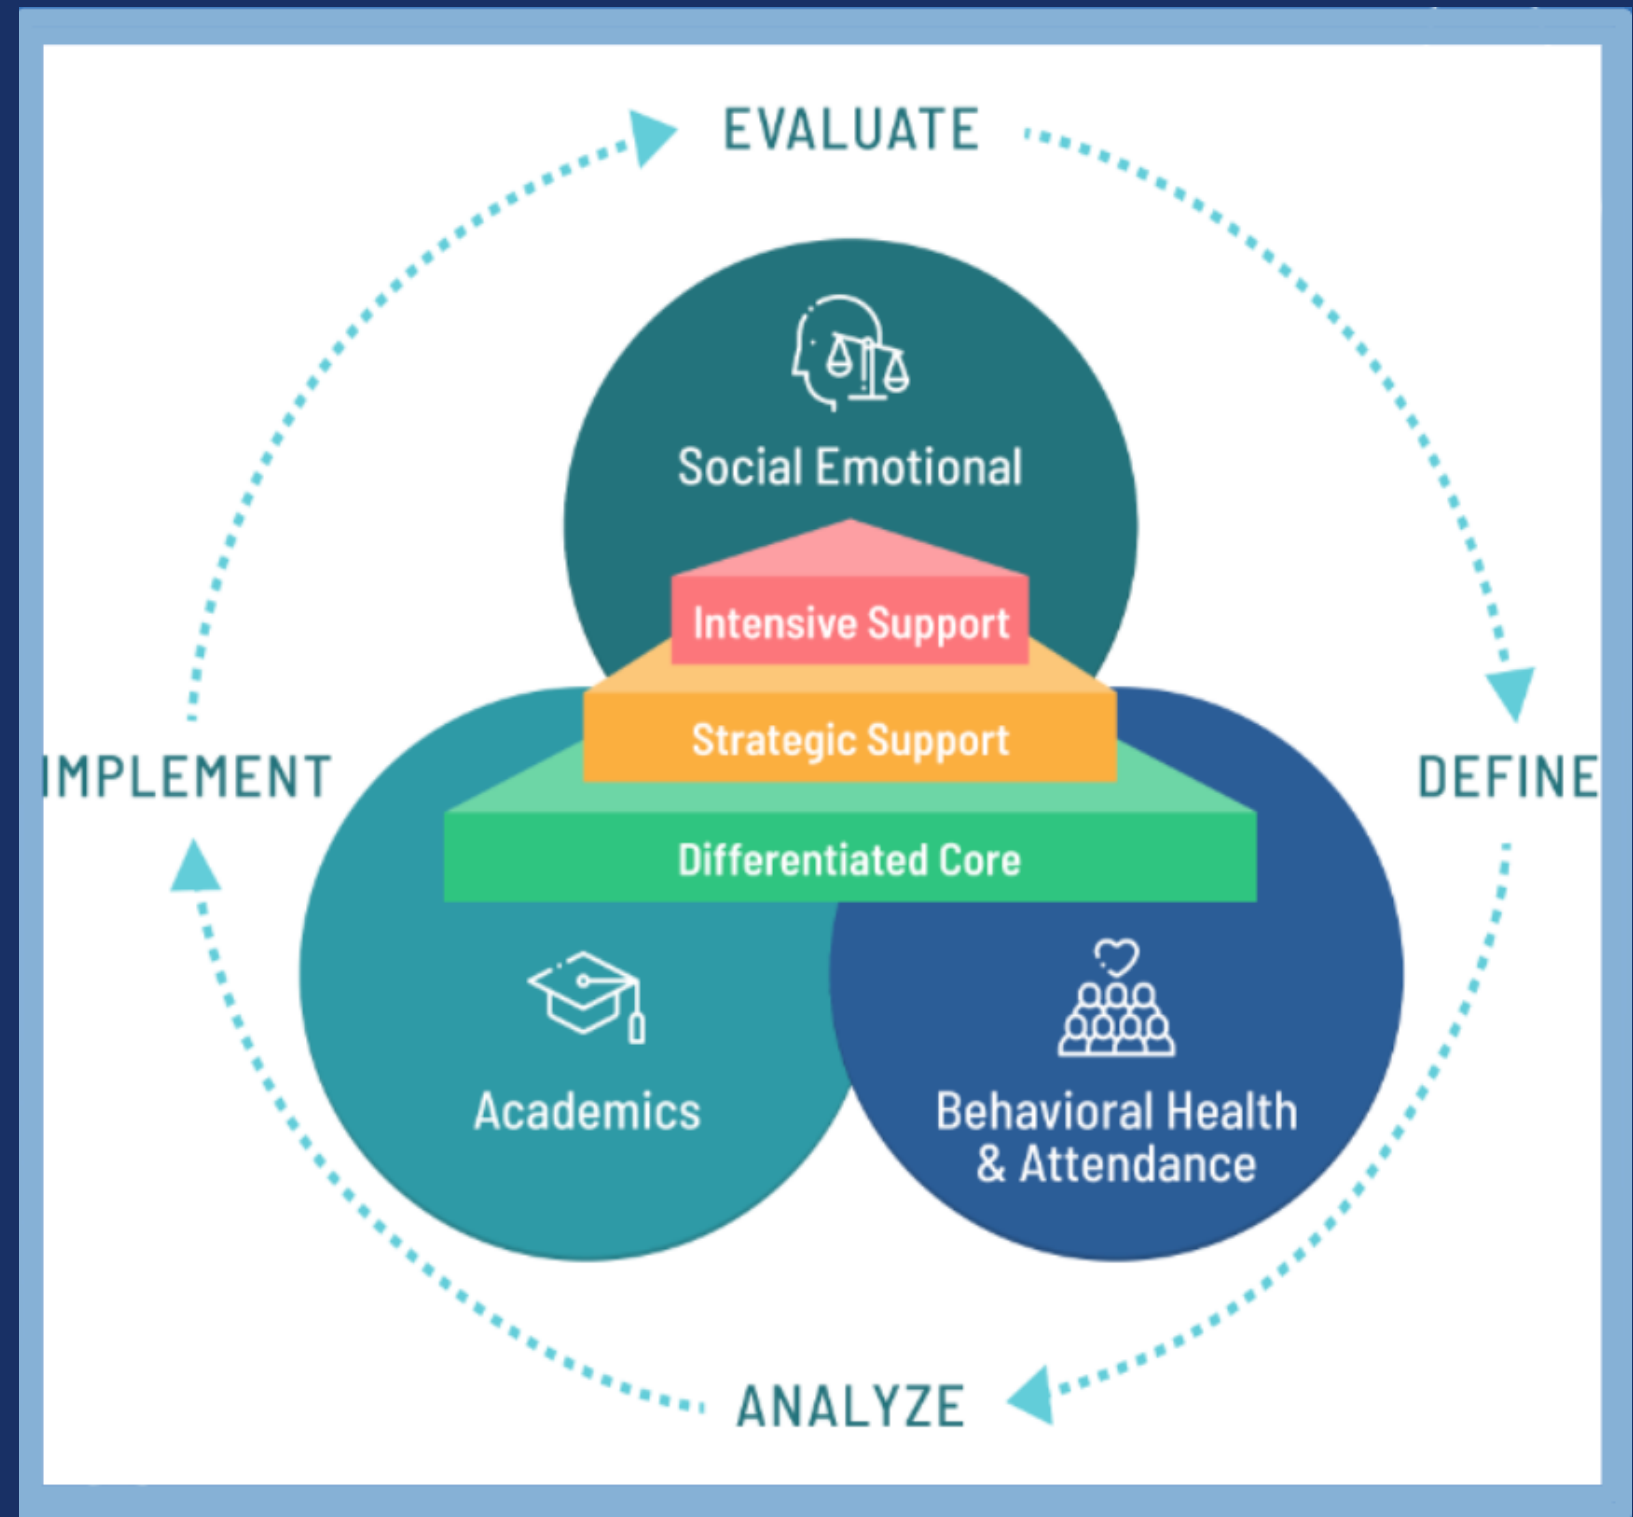 EVALUATE
Social Emotional
Intensive Support
Strategic Support
IMPLEMENT
DEFINE
Differentiated Core
Academics
Behavioral Health
& Attendance
ANALYZE